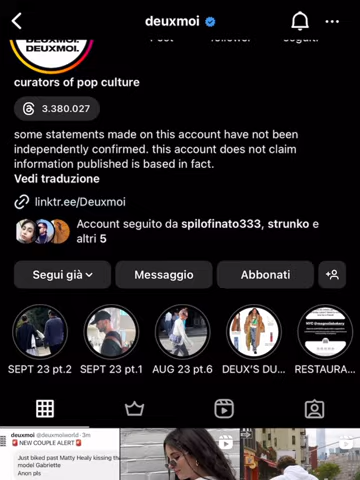 deuxmoi
DEUXMOI.
DEUXMOI.
curators of pop culture
3.380.027
some statements made on this account have not been
independently confirmed. this account does not claim
information published is based in fact.
Vedi traduzione
linktr.ee/Deuxmoi
Account seguito da spilofinato333, strunko e
altri 5
Segui già
Messaggio
Abbonati
SEPT 23 pt.2
SEPT 23 pt.1
AUG 23 pt.6
DEUX'S DU...
RESTAURA...
deuxmoi @deuxmoiworld · 3m
🚨NEW COUPLE ALERT🚨
Just biked past Matty Healy kissing the
model Gabriette
Anon pls